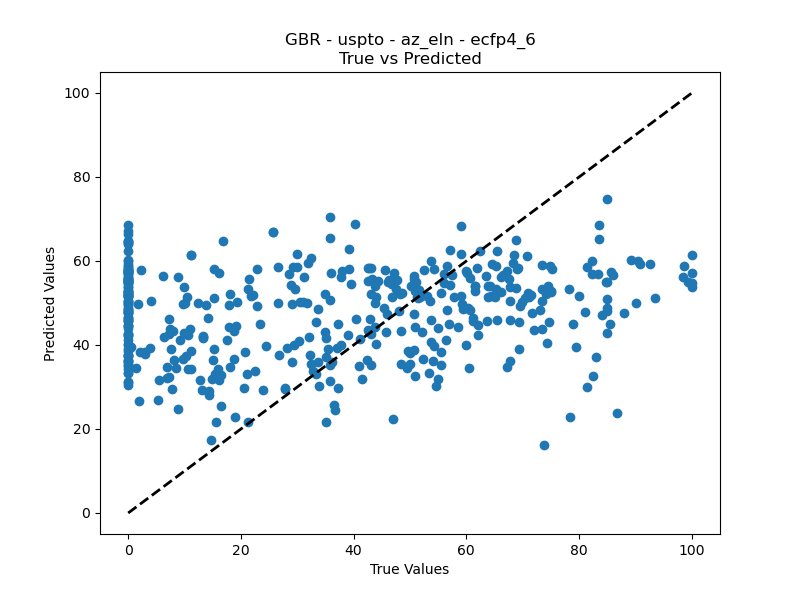 GBR - uspto - az_eln - ecfp4_6
True vs Predicted
100
80
60
40
20
0
Predicted Values
0 20 40 60 80 100
True Values